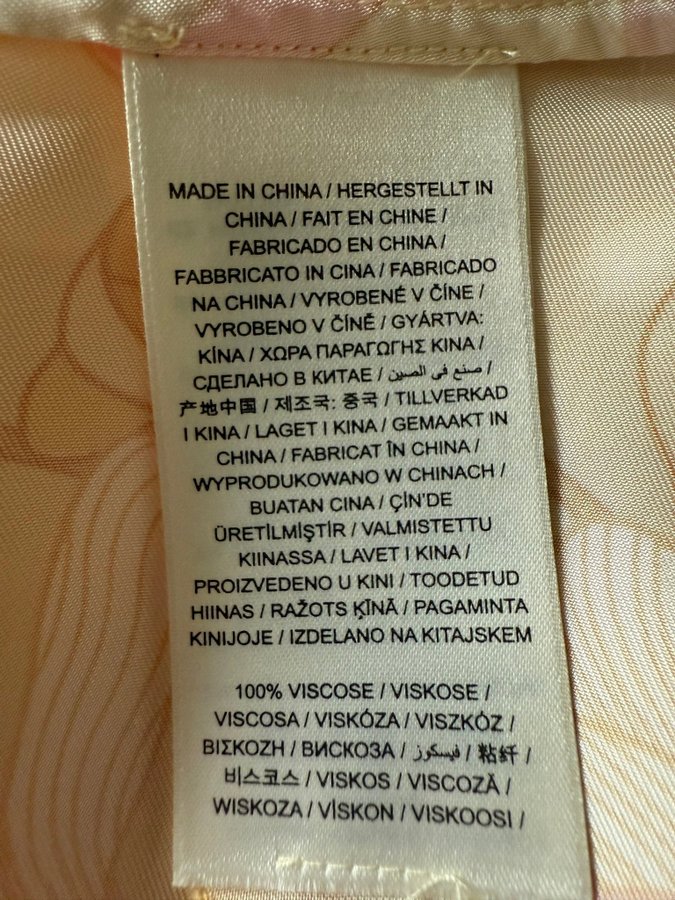 MADE IN CHINA / HERGESTELLT IN
CHINA / FAIT EN CHINE /
FABRICADO EN CHINA /
FABBRICATO IN CINA / FABRICADO
NA CHINA / VYROBENÉ V ČÍNE /
VYROBENO V ČÍNĚ / GYÁRTVA:
KÍNA / ΧΩΡΑ ΠΑΡΑΓΩΓΗΣ ΚΙΝΑ /
СДЕЛАНО В КИТАЕ / صنع في الصين /
产地中国 / 제조국: 중국 / TILLVERKAD
I KINA / LAGET I KINA / GEMAAKT IN
CHINA / FABRICAT ÎN CHINA /
WYPRODUKOWANO W CHINACH /
BUATAN CINA / ÇİN'DE
ÜRETİLMİŞTİR / VALMISTETTU
KIINASSA / LAVET I KINA /
PROIZVEDENO U KINI / TOODETUD
HIINAS / RAŽOTS ĶĪNĀ / PAGAMINTA
KINIJOJE / IZDELANO NA KITAJSKEM
100% VISCOSE / VISKOSE /
VISCOSA / VISKÓZA / VISZKÓZ /
ΒΙΣΚΟΖΗ / ВИСКОЗА / فيسكوز / 粘纤 /
비스코스 / VISKOS / VISCOZĂ /
WISKOZA / VİSKON / VISKOOSI /